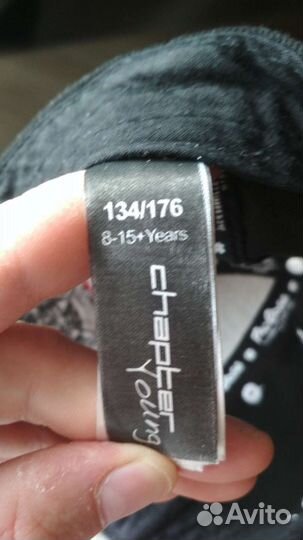 134/176
8-15+Years
chapter
Young
Avito